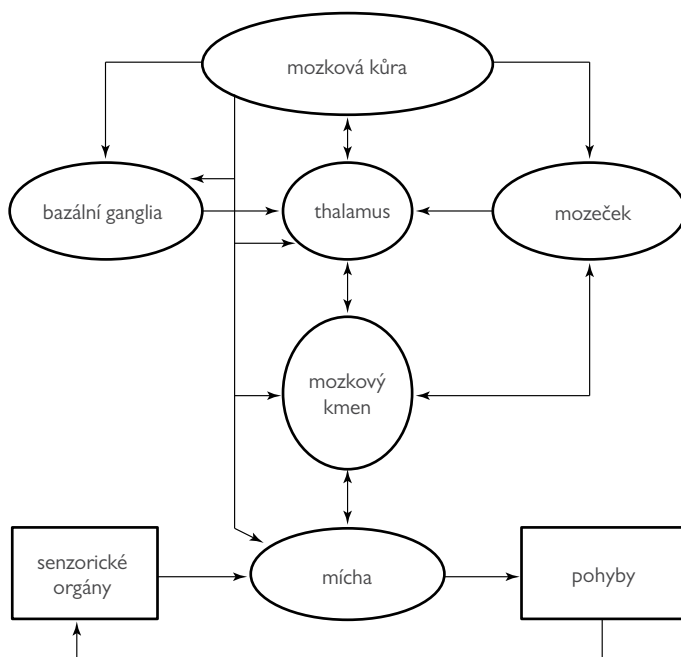 mozková kůra
bazální ganglia
thalamus
mozeček
mozkový
kmen
senzorické
orgány
mícha
pohyby